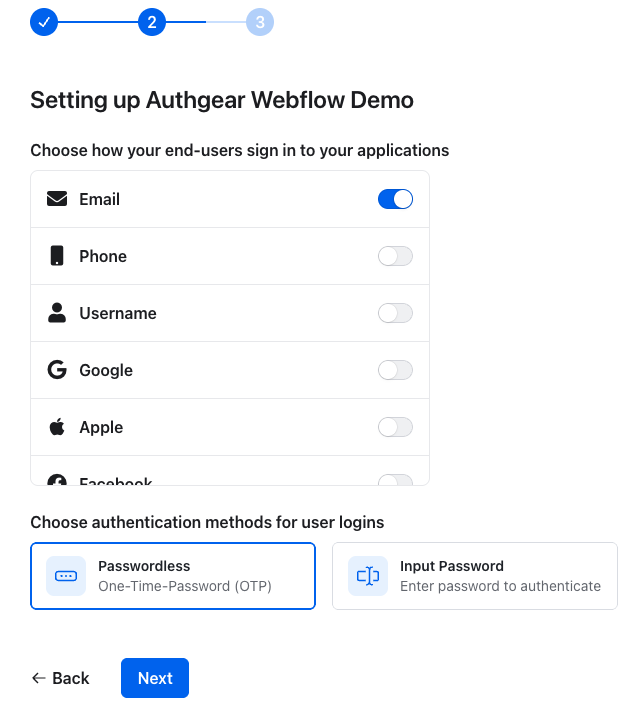 2
3
Setting up Authgear Webflow Demo
Choose how your end-users sign in to your applications
Email
Phone
Username
Google
Apple
Facebook
Choose authentication methods for user logins
Passwordless
One-Time-Password (OTP)
Input Password
Enter password to authenticate
Back
Next